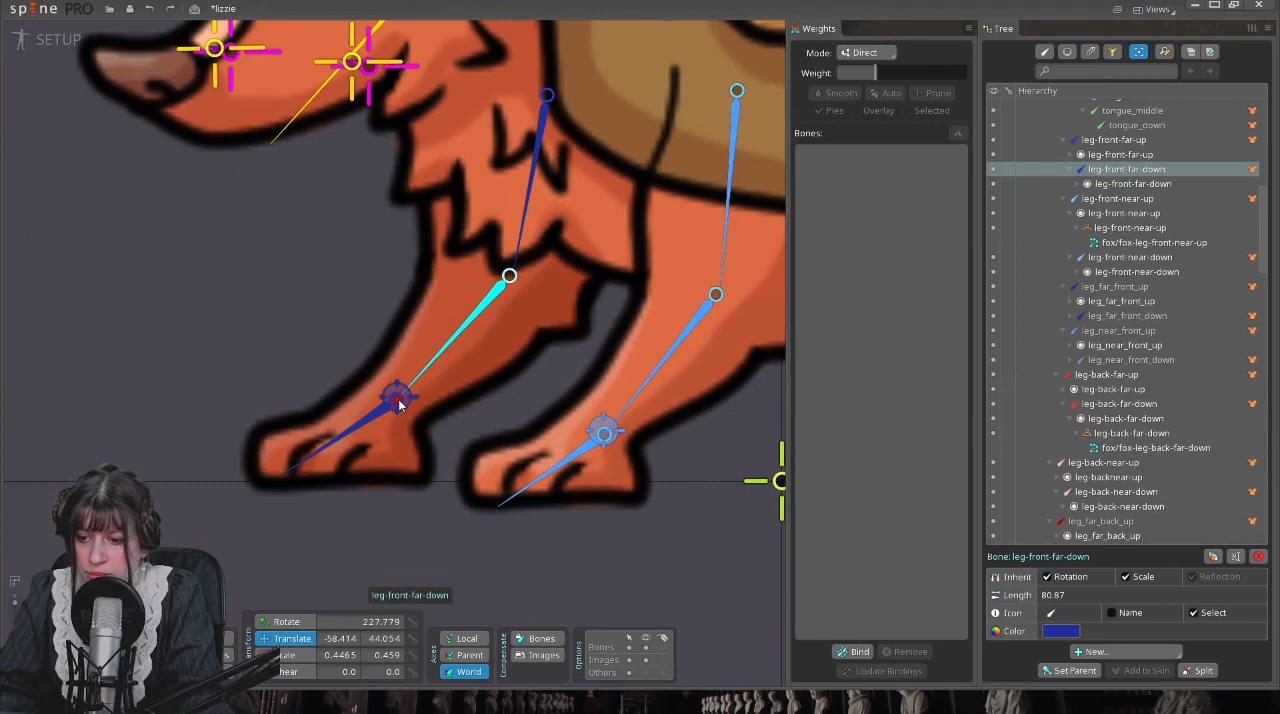 spine PRO
*lizzie
Views
SETUP
Weights
Tree
Mode: Direct
Weight:
Smooth Auto Prune
Pies Overlay Selected
Bones:
Bind Remove
Update Bindings
Hierarchy
tongue_middle
tongue_down
leg-front-far-up
leg-front-far-up
leg-front-far-down
leg-front-far-down
leg-front-near-up
leg-front-near-up
leg-front-near-up
fox/fox-leg-front-near-up
leg-front-near-down
leg-front-near-down
leg_far_front_up
leg_far_front_up
leg_far_front_down
leg_near_front_up
leg_near_front_up
leg_near_front_down
leg-back-far-up
leg-back-far-up
leg-back-far-down
leg-back-far-down
leg-back-far-down
fox/fox-leg-back-far-down
leg-back-near-up
leg-backnear-up
leg-back-near-down
leg-back-near-down
leg_far_back_up
leg_far_back_up
Bone: leg-front-far-down
Inherit Rotation Scale Reflection
Length 80.87
Icon Name Select
Color
New...
Set Parent Add to Skin Split
leg-front-far-down
Transform
Rotate 227.779
Translate -58.414 44.054
0.4465 0.459
0.0 0.0
Axes
Local
Parent
World
Compensate
Bones
Images
Options
Bones
Images
Others